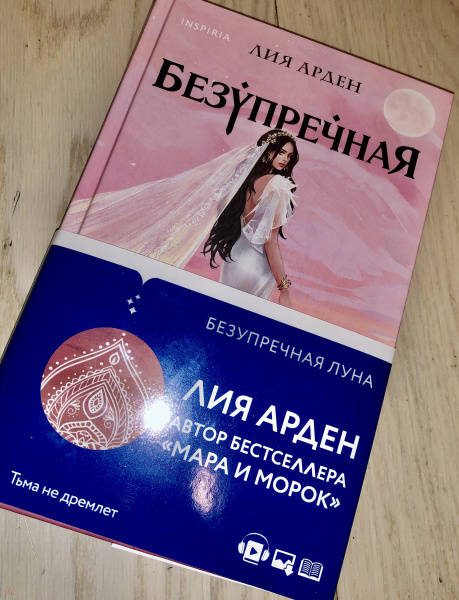 INSPIRIA
ЛИЯ АРДЕН
БЕЗУПРЕЧНАЯ
БЕЗУПРЕЧНАЯ ЛУНА
ЛИЯ АРДЕН
АВТОР БЕСТСЕЛЛЕРА
«МАРА И МОРОК»
Тьма не дремлет